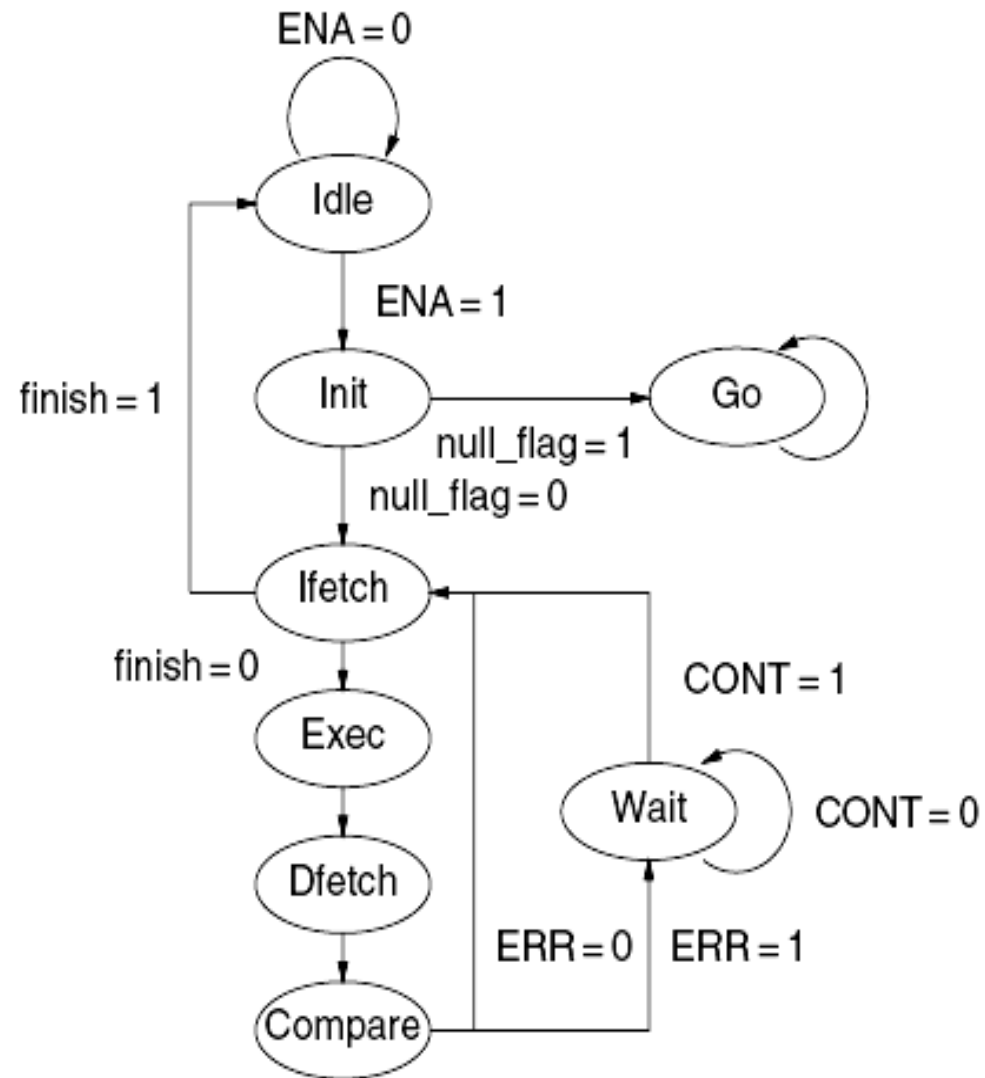 ENA = 0
Idle
ENA = 1
finish = 1
Init
Go
null_flag = 1
null_flag = 0
Ifetch
finish = 0
CONT = 1
Exec
Wait
CONT = 0
Dfetch
ERR = 0
ERR = 1
Compare